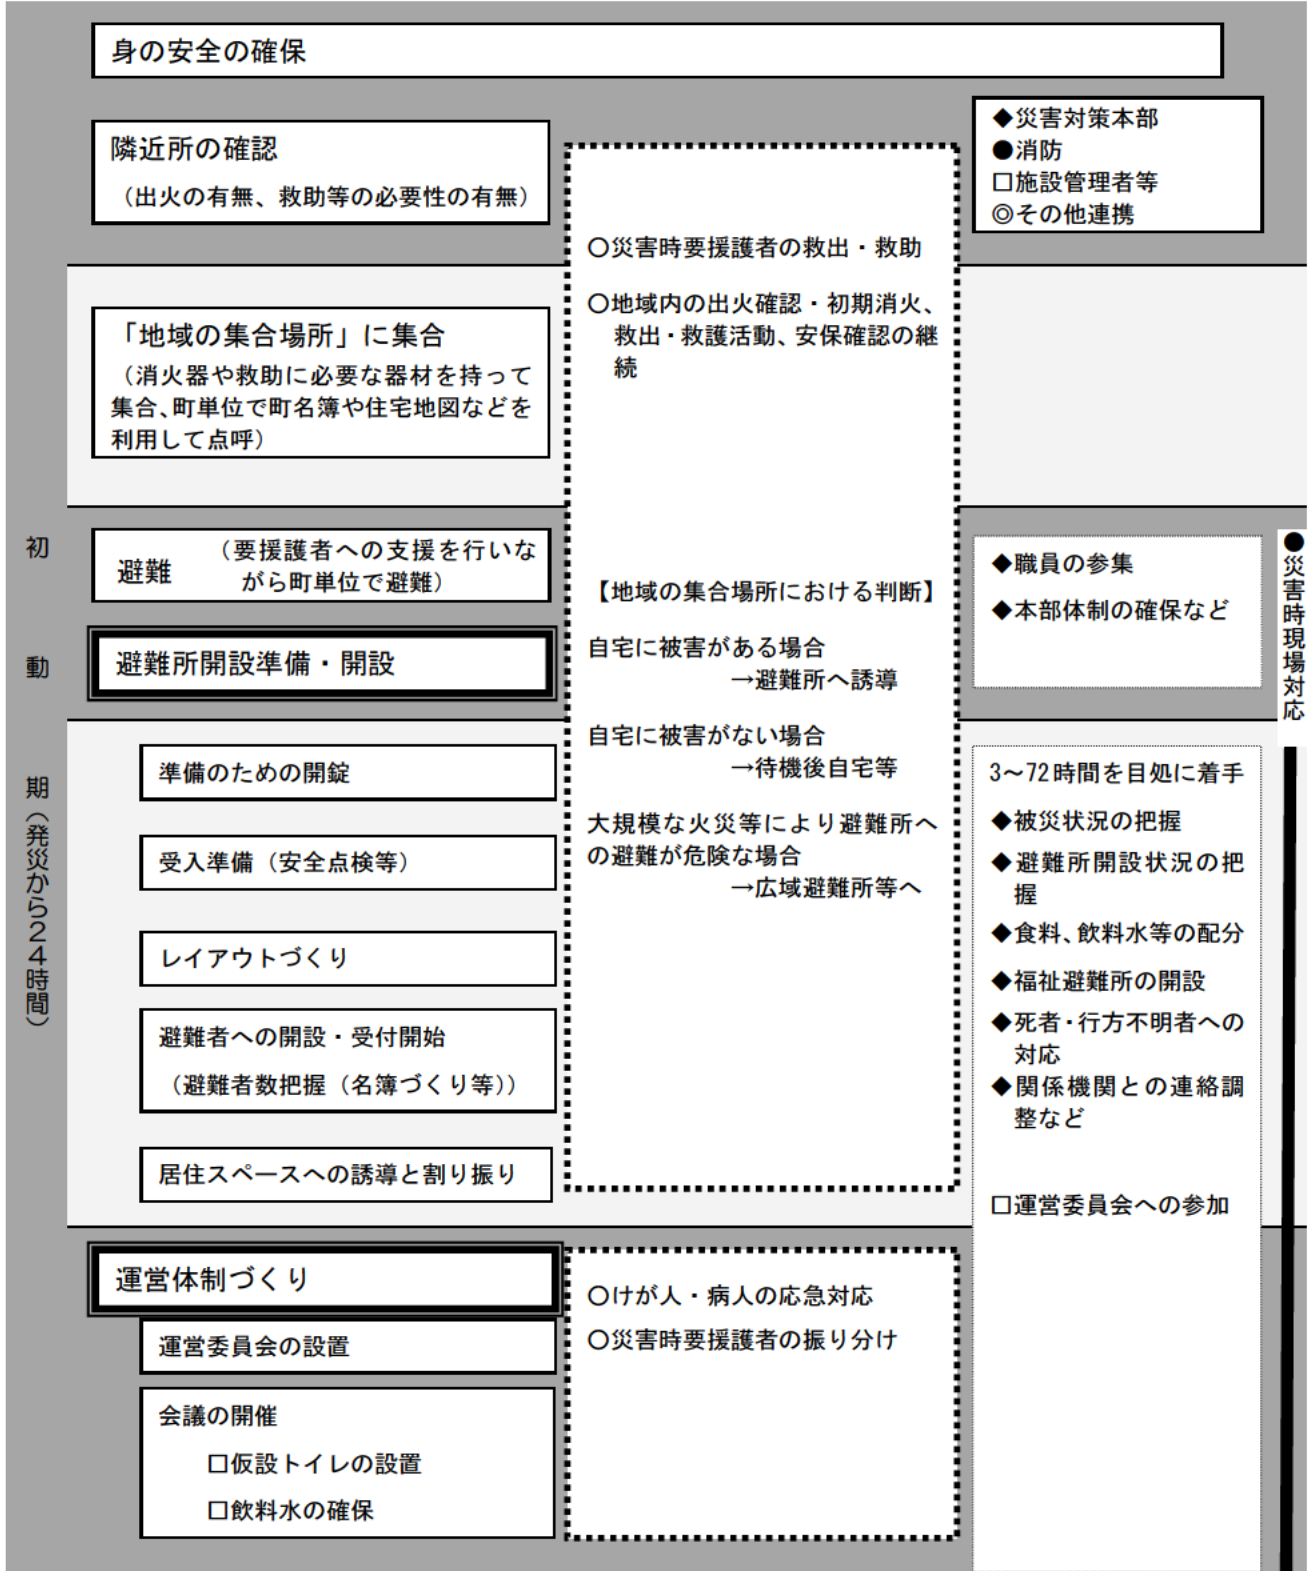 身の安全の確保
隣近所の確認
（出火の有無、救助等の必要性の有無）
◆災害対策本部
●消防
□施設管理者等
◎その他連携
「地域の集合場所」に集合
（消火器や救助に必要な器材を持って
集合、町単位で町名簿や住宅地図などを
利用して点呼）
〇災害時要援護者の救出・救助
〇地域内の出火確認・初期消火、
救出・救護活動、安保確認の継
続
初動期（発災から２４時間）
避難
（要援護者への支援を行いな
がら町単位で避難）
避難所開設準備・開設
【地域の集合場所における判断】
自宅に被害がある場合
→避難所へ誘導
自宅に被害がない場合
→待機後自宅等
大規模な火災等により避難所へ
の避難が危険な場合
→広域避難所等へ
◆職員の参集
◆本部体制の確保など
●災害時現場対応
準備のための開錠
受入準備（安全点検等）
レイアウトづくり
避難者への開設・受付開始
（避難者数把握（名簿づくり等））
居住スペースへの誘導と割り振り
3～72時間を目処に着手
◆被災状況の把握
◆避難所開設状況の把
握
◆食料、飲料水等の配分
◆福祉避難所の開設
◆死者・行方不明者への
対応
◆関係機関との連絡調
整など
□運営委員会への参加
運営体制づくり
運営委員会の設置
会議の開催
□仮設トイレの設置
□飲料水の確保
〇けが人・病人の応急対応
〇災害時要援護者の振り分け